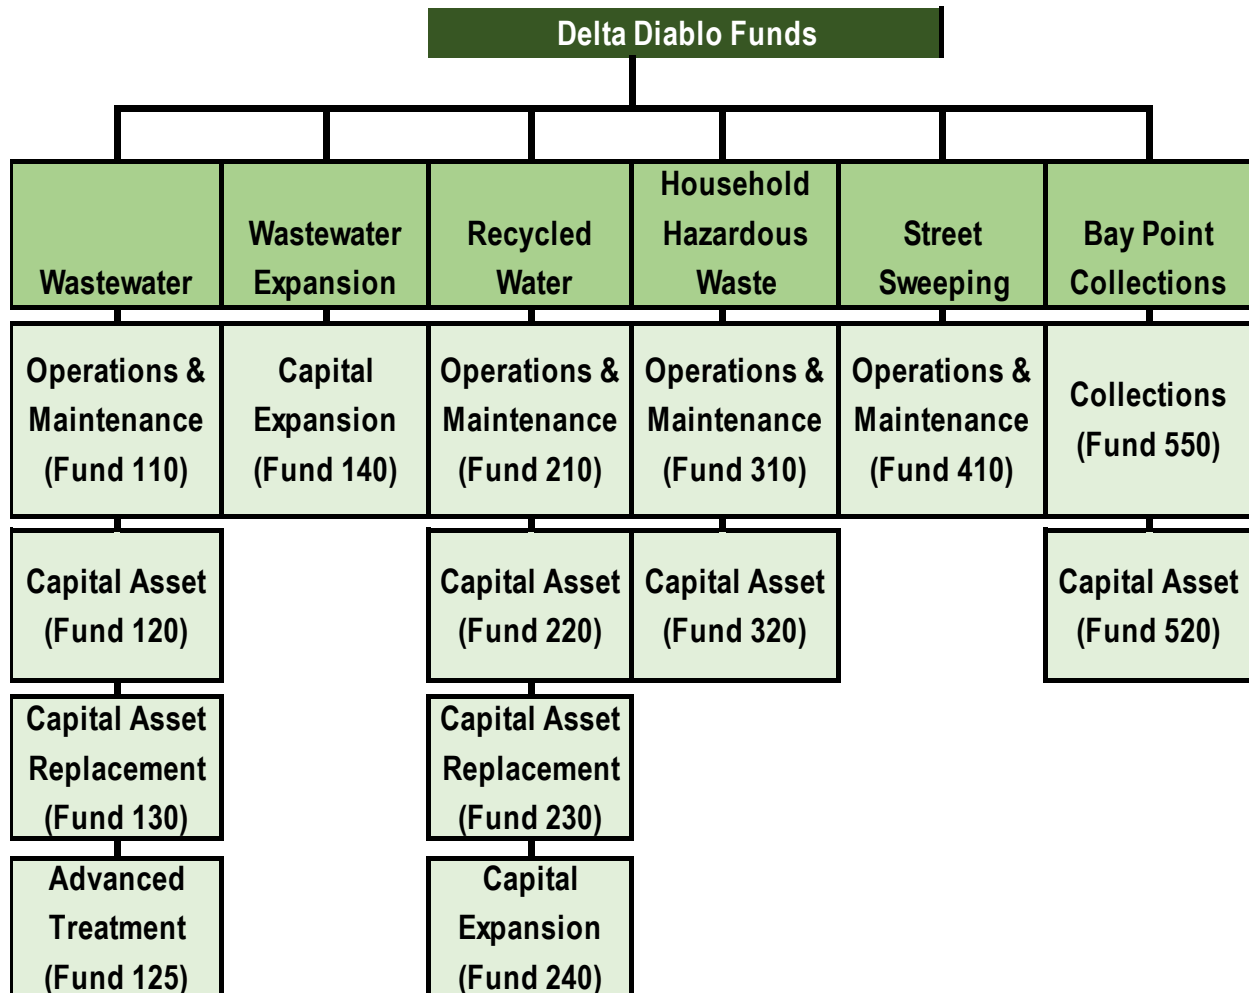 Delta Diablo Funds
Wastewater
Wastewater
Expansion
Recycled
Water
Household
Hazardous
Waste
Street
Sweeping
Bay Point
Collections
Operations &
Maintenance
(Fund 110)
Capital
Expansion
(Fund 140)
Operations &
Maintenance
(Fund 210)
Operations &
Maintenance
(Fund 310)
Operations &
Maintenance
(Fund 410)
Collections
(Fund 550)
Capital Asset
(Fund 120)
Capital Asset
(Fund 220)
Capital Asset
(Fund 320)
Capital Asset
(Fund 520)
Capital Asset
Replacement
(Fund 130)
Capital Asset
Replacement
(Fund 230)
Advanced
Treatment
(Fund 125)
Capital
Expansion
(Fund 240)